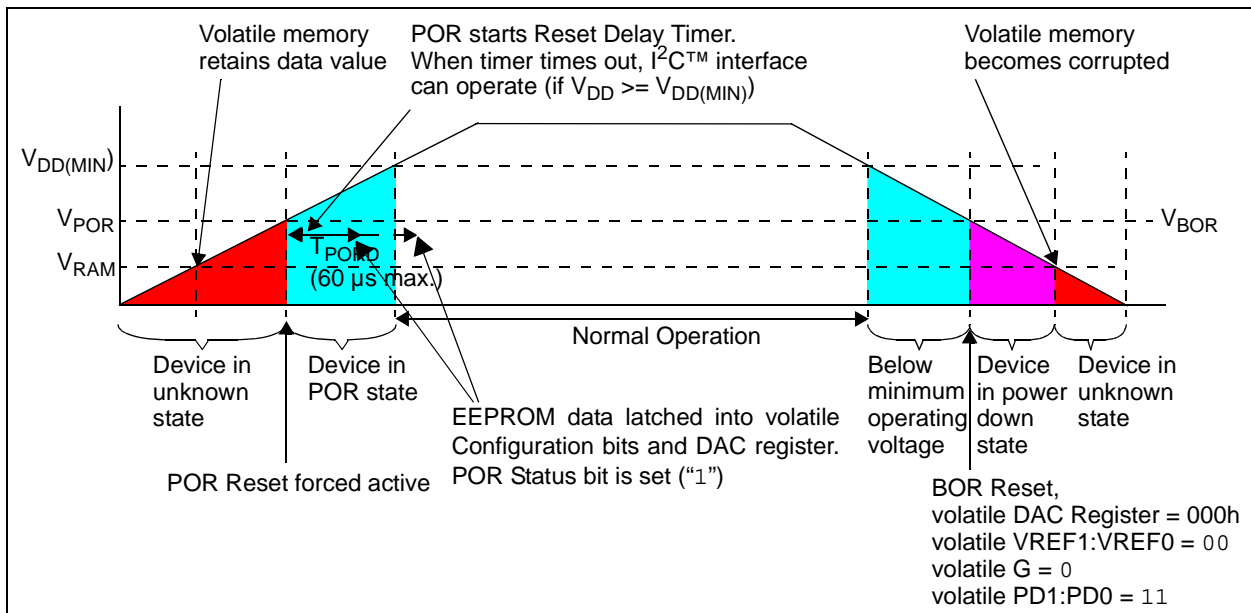 Volatile memory
retains data value
POR starts Reset Delay Timer.
When timer times out, I²C™ interface
can operate (if VDD >= VDD(MIN))
Volatile memory
becomes corrupted
VDD(MIN)
VPOR
VBOR
VRAM
TPORD
(60 µs max.)
Normal Operation
Device in
unknown
state
Device in
POR state
Below
minimum
operating
voltage
Device
in power
down
state
Device in
unknown
state
EEPROM data latched into volatile
Configuration bits and DAC register.
POR Status bit is set (“1”)
POR Reset forced active
BOR Reset,
volatile DAC Register = 000h
volatile VREF1:VREF0 = 00
volatile G = 0
volatile PD1:PD0 = 11